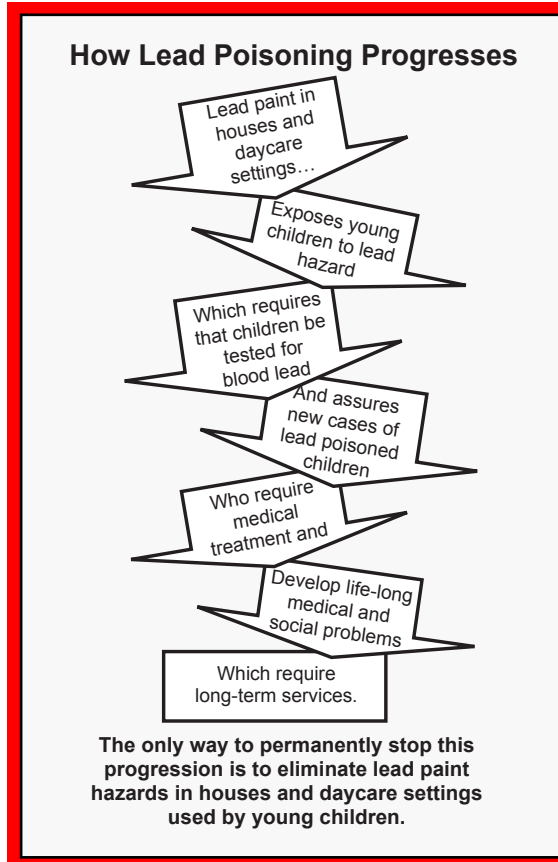 How Lead Poisoning Progresses
Lead paint in
houses and
daycare
settings…
Exposes young
children to lead
hazard
Which requires
that children be
tested for
blood lead
And assures
new cases of
lead poisoned
children
Who require
medical
treatment and
Develop life-long
medical and
social problems
Which require
long-term services.
The only way to permanently stop this
progression is to eliminate lead paint
hazards in houses and daycare settings
used by young children.